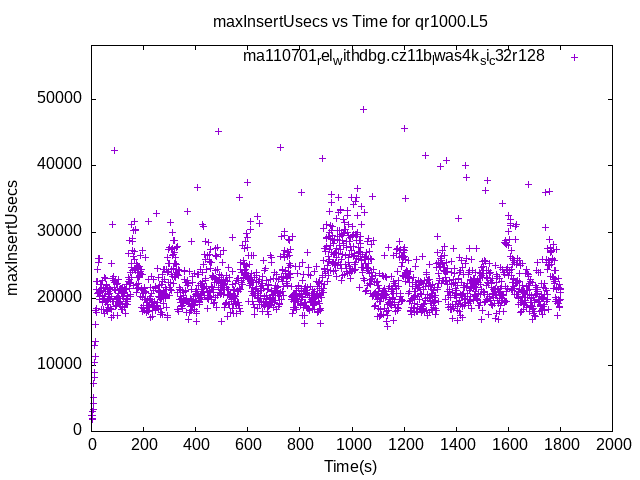 maxInsertUsecs vs Time for qr1000.L5
ma110701relwithdbg.cz11bwas4ksic32r128
maxInsertUsecs
50000
40000
30000
20000
10000
0
0 200 400 600 800 1000 1200 1400 1600 1800 2000
Time(s)